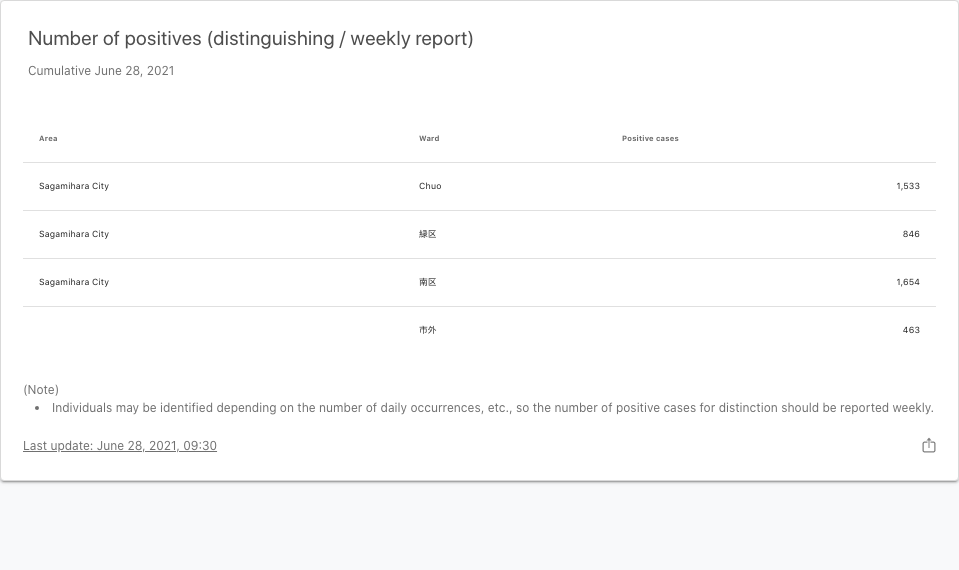 Number of positives (distinguishing / weekly report)
Cumulative June 28, 2021
Area Ward Positive cases
Sagamihara City Chuo 1,533
Sagamihara City 緑区 846
Sagamihara City 南区 1,654
市外 463
(Note)
• Individuals may be identified depending on the number of daily occurrences, etc., so the number of positive cases for distinction should be reported weekly.
Last update: June 28, 2021, 09:30